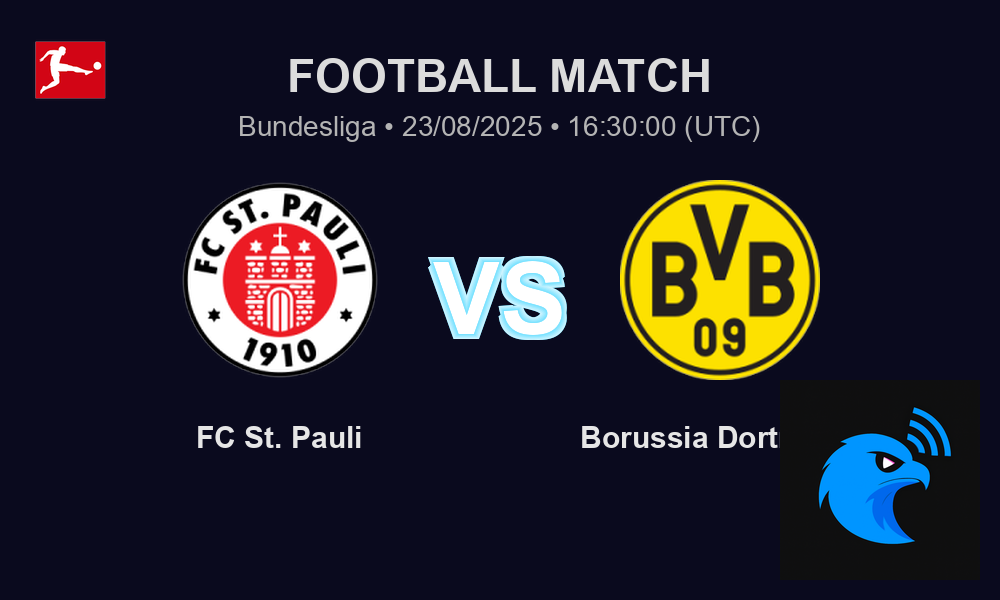 FOOTBALL MATCH
Bundesliga • 23/08/2025 • 16:30:00 (UTC)
FC ST. PAULI
1910
VS
BVB
09
FC St. Pauli
Borussia